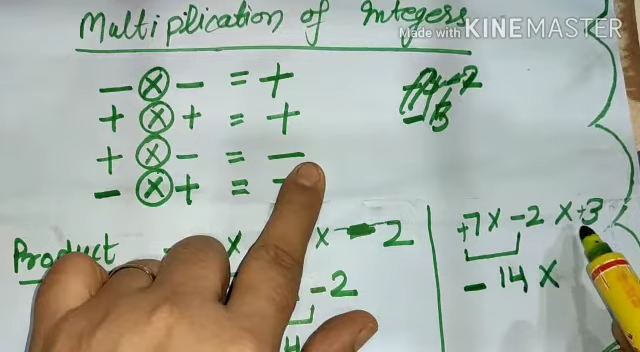 Multiplication of Integers
Made with KINEMASTER
- ⊗ - = +
+ ⊗ + = +
+ ⊗ - = -
- ⊗ + = -
Product - x x - 2
- 2
+7 x -2 x +3
- 14 x